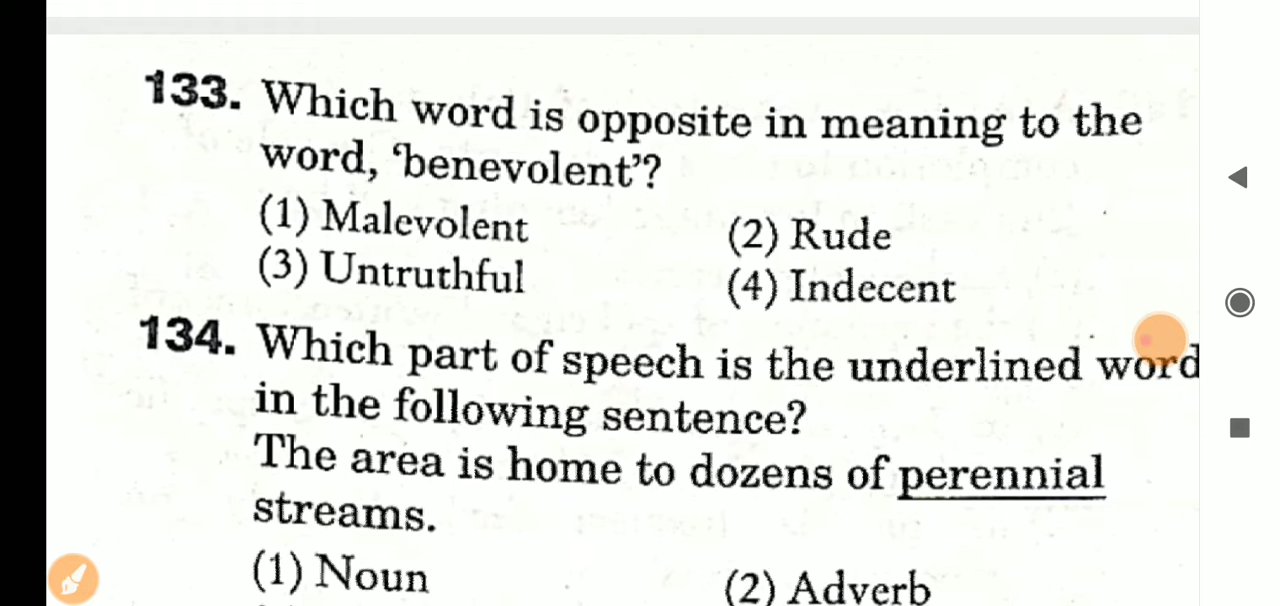 133. Which word is opposite in meaning to the
word, ‘benevolent’?
(1) Malevolent (2) Rude
(3) Untruthful (4) Indecent
134. Which part of speech is the underlined word
in the following sentence?
The area is home to dozens of perennial
streams.
(1) Noun (2) Adverb